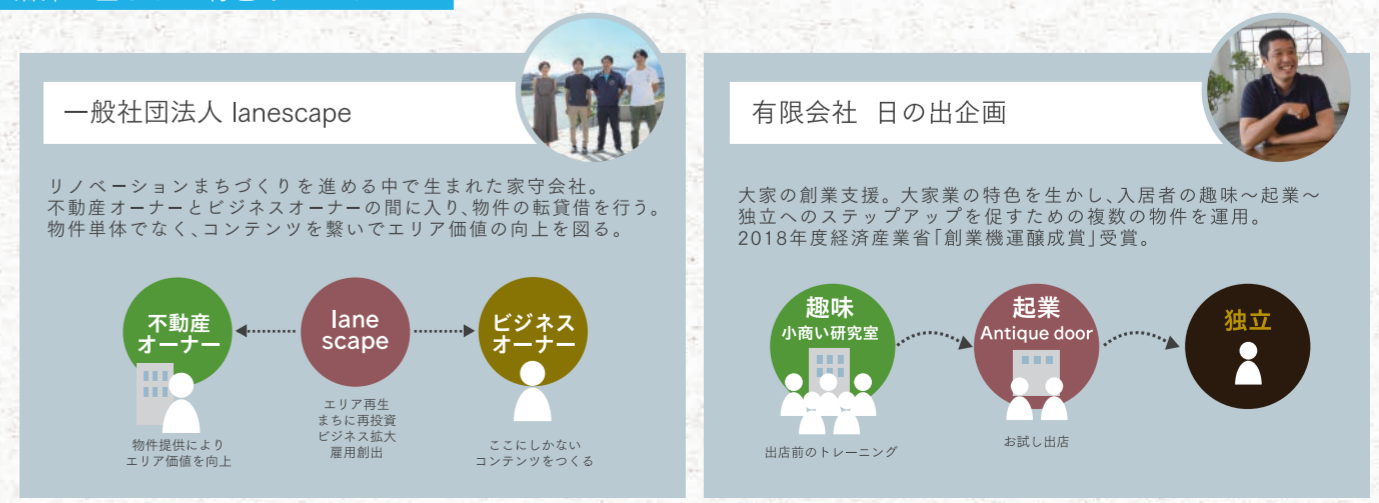 一般社団法人 lanescape
リノベーションまちづくりを進める中で生まれた家守会社。
不動産オーナーとビジネスオーナーの間に入り、物件の転貸借を行う。
物件単体でなく、コンテンツを繋いでエリア価値の向上を図る。
不動産
オーナー
lane
scape
ビジネス
オーナー
物件提供により
エリア価値を向上
エリア再生
まちに再投資
ビジネス拡大
雇用創出
ここにしかない
コンテンツをつくる
有限会社 日の出企画
大家の創業支援。大家業の特色を生かし、入居者の趣味～起業～
独立へのステップアップを促すための複数の物件を運用。
2018年度経済産業省「創業機運醸成賞」受賞。
趣味
小商い研究室
起業
Antique door
独立
出店前のトレーニング
お試し出店